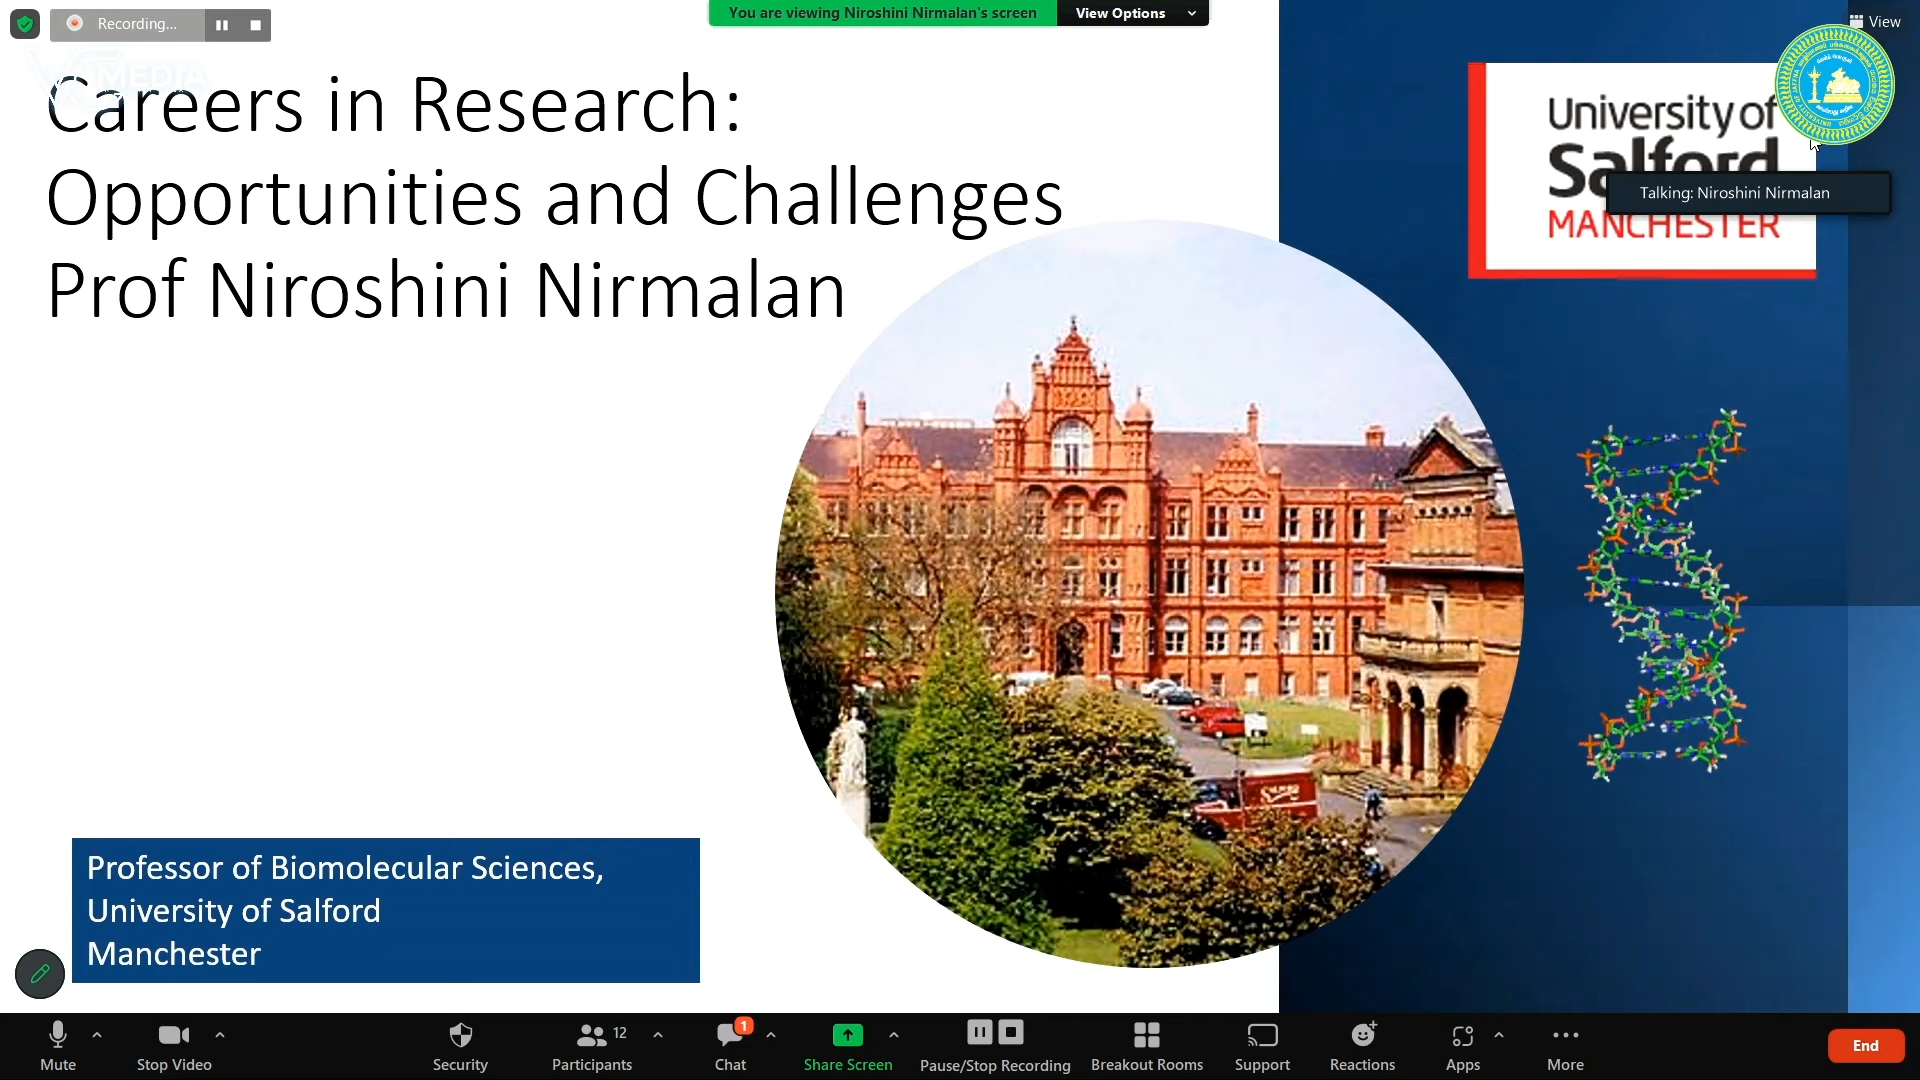 Recording...
You are viewing Niroshini Nirmalan's screen
View Options
View
MEDIA
Careers in Research:
Opportunities and Challenges
Prof Niroshini Nirmalan
University of
Salford
MANCHESTER
Talking: Niroshini Nirmalan
Professor of Biomolecular Sciences,
University of Salford
Manchester
Mute
Stop Video
Security
12
Participants
1
Chat
Share Screen
Pause/Stop Recording
Breakout Rooms
Support
Reactions
Apps
More
End